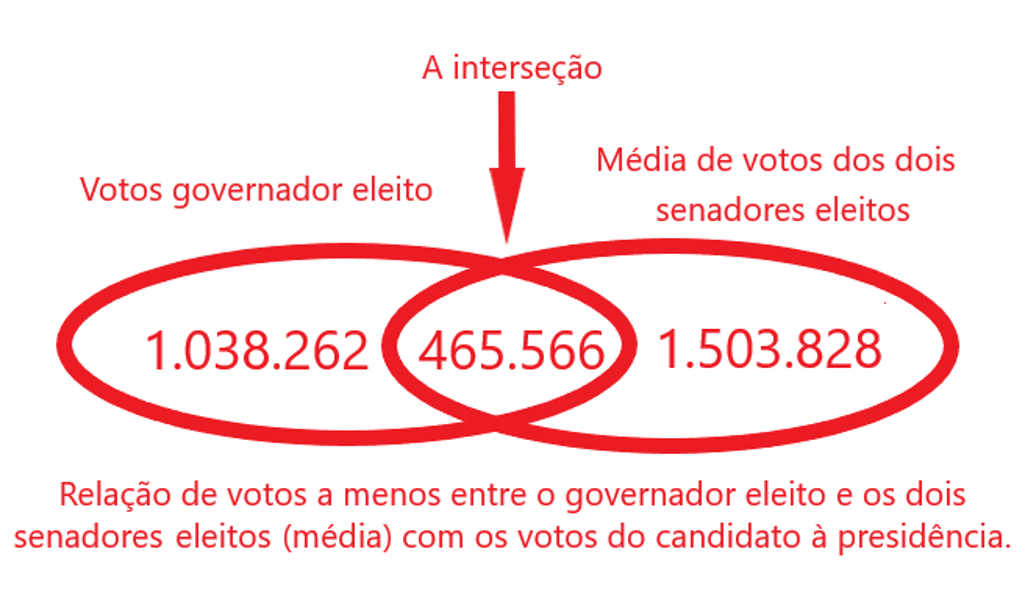 A interseção
Média de votos dos dois
senadores eleitos
Votos governador eleito
1.038.262 465.566 1.503.828
Relação de votos a menos entre o governador eleito e os dois
senadores eleitos (média) com os votos do candidato à presidência.